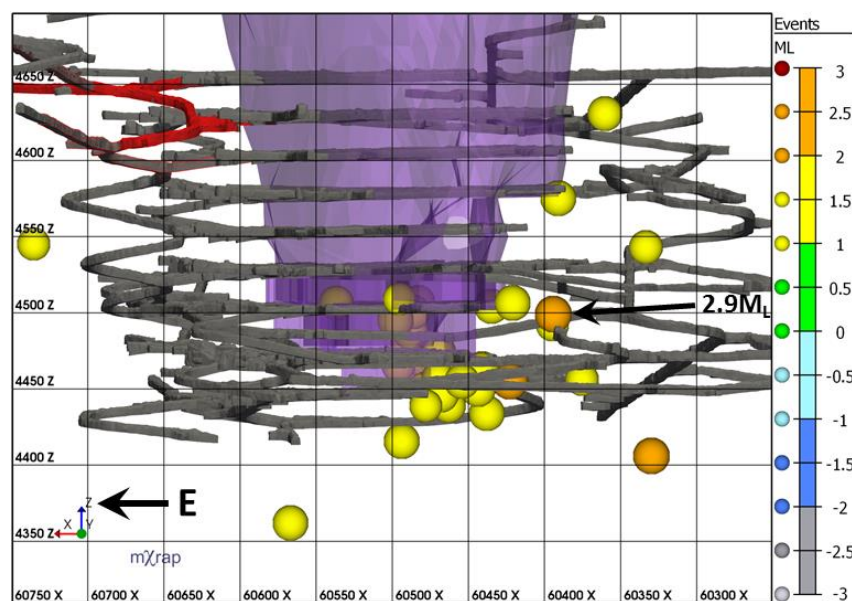 Events
ML
3
2.5
2
1.5
1
0.5
0
-0.5
-1
-1.5
-2
-2.5
-3
4650 Z
4600 Z
4550 Z
4500 Z
4450 Z
4400 Z
4350 Z
2.9ML
E
Z
X Y
mχrap
60750 X 60700 X 60650 X 60600 X 60550 X 60500 X 60450 X 60400 X 60350 X 60300 X